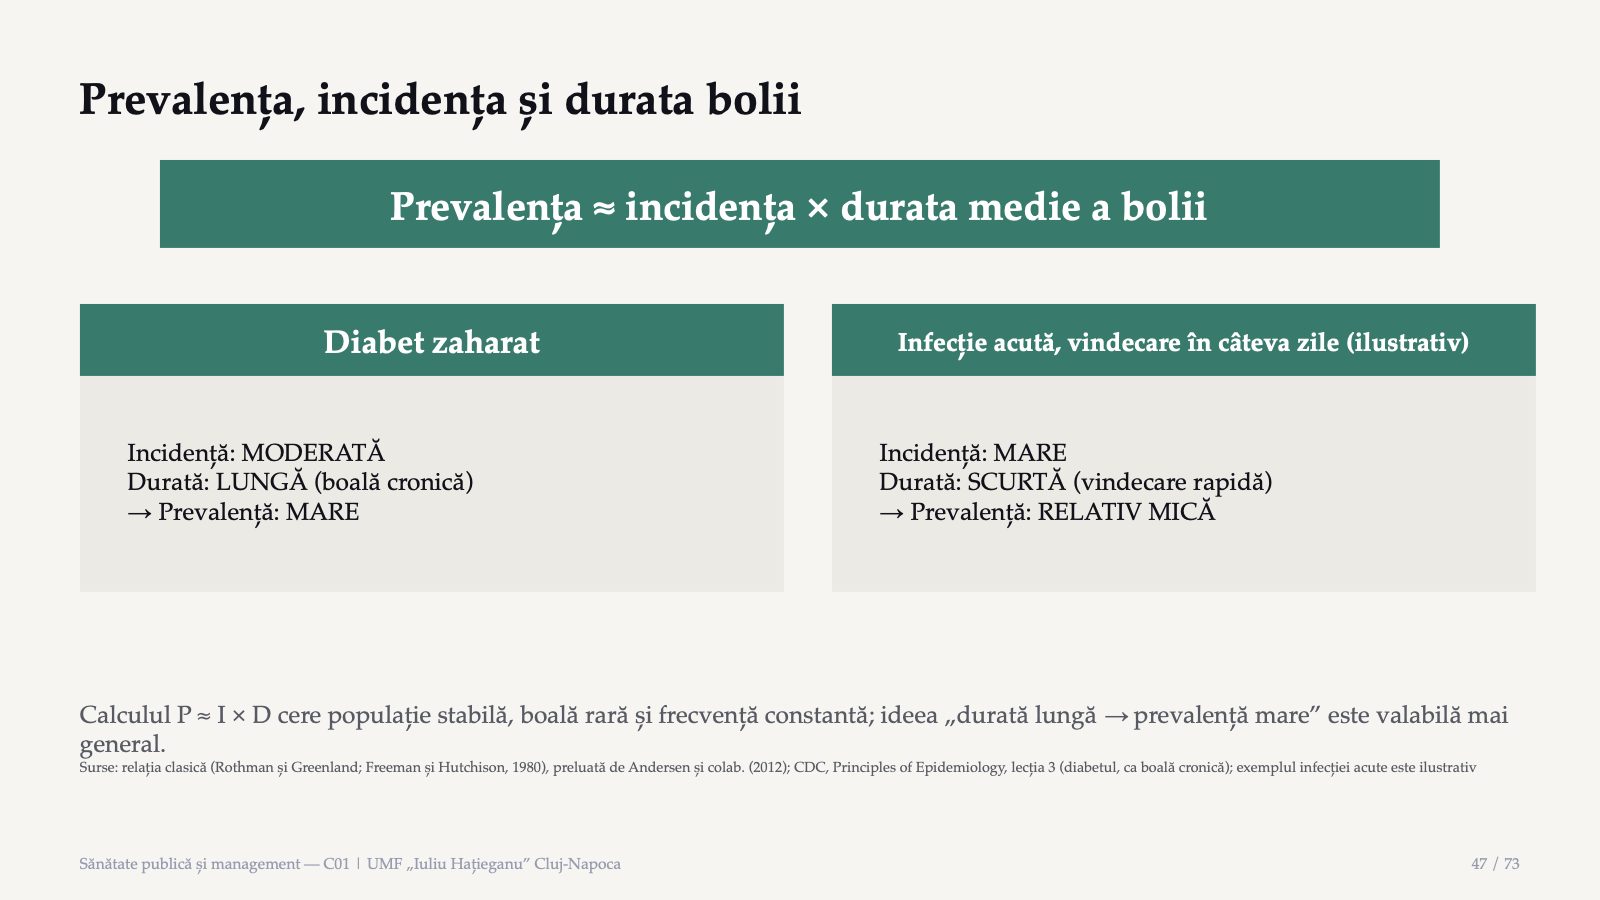 Prevalența, incidența și durata bolii
Prevalența ≈ incidența × durata medie a bolii
Diabet zaharat
Incidență: MODERATĂ
Durată: LUNGĂ (boală cronică)
→ Prevalență: MARE
Infecție acută, vindecare în câteva zile (ilustrativ)
Incidență: MARE
Durată: SCURTĂ (vindecare rapidă)
→ Prevalență: RELATIV MICĂ
Calculul P ≈ I × D cere populație stabilă, boală rară și frecvență constantă; ideea „durată lungă → prevalență mare” este valabilă mai
general.
Surse: relația clasică (Rothman și Greenland; Freeman și Hutchison, 1980), preluată de Andersen și colab. (2012); CDC, Principles of Epidemiology, lecția 3 (diabetul, ca boală cronică); exemplul infecției acute este ilustrativ
Sănătate publică și management — C01 | UMF „Iuliu Hațieganu” Cluj-Napoca
47 / 73